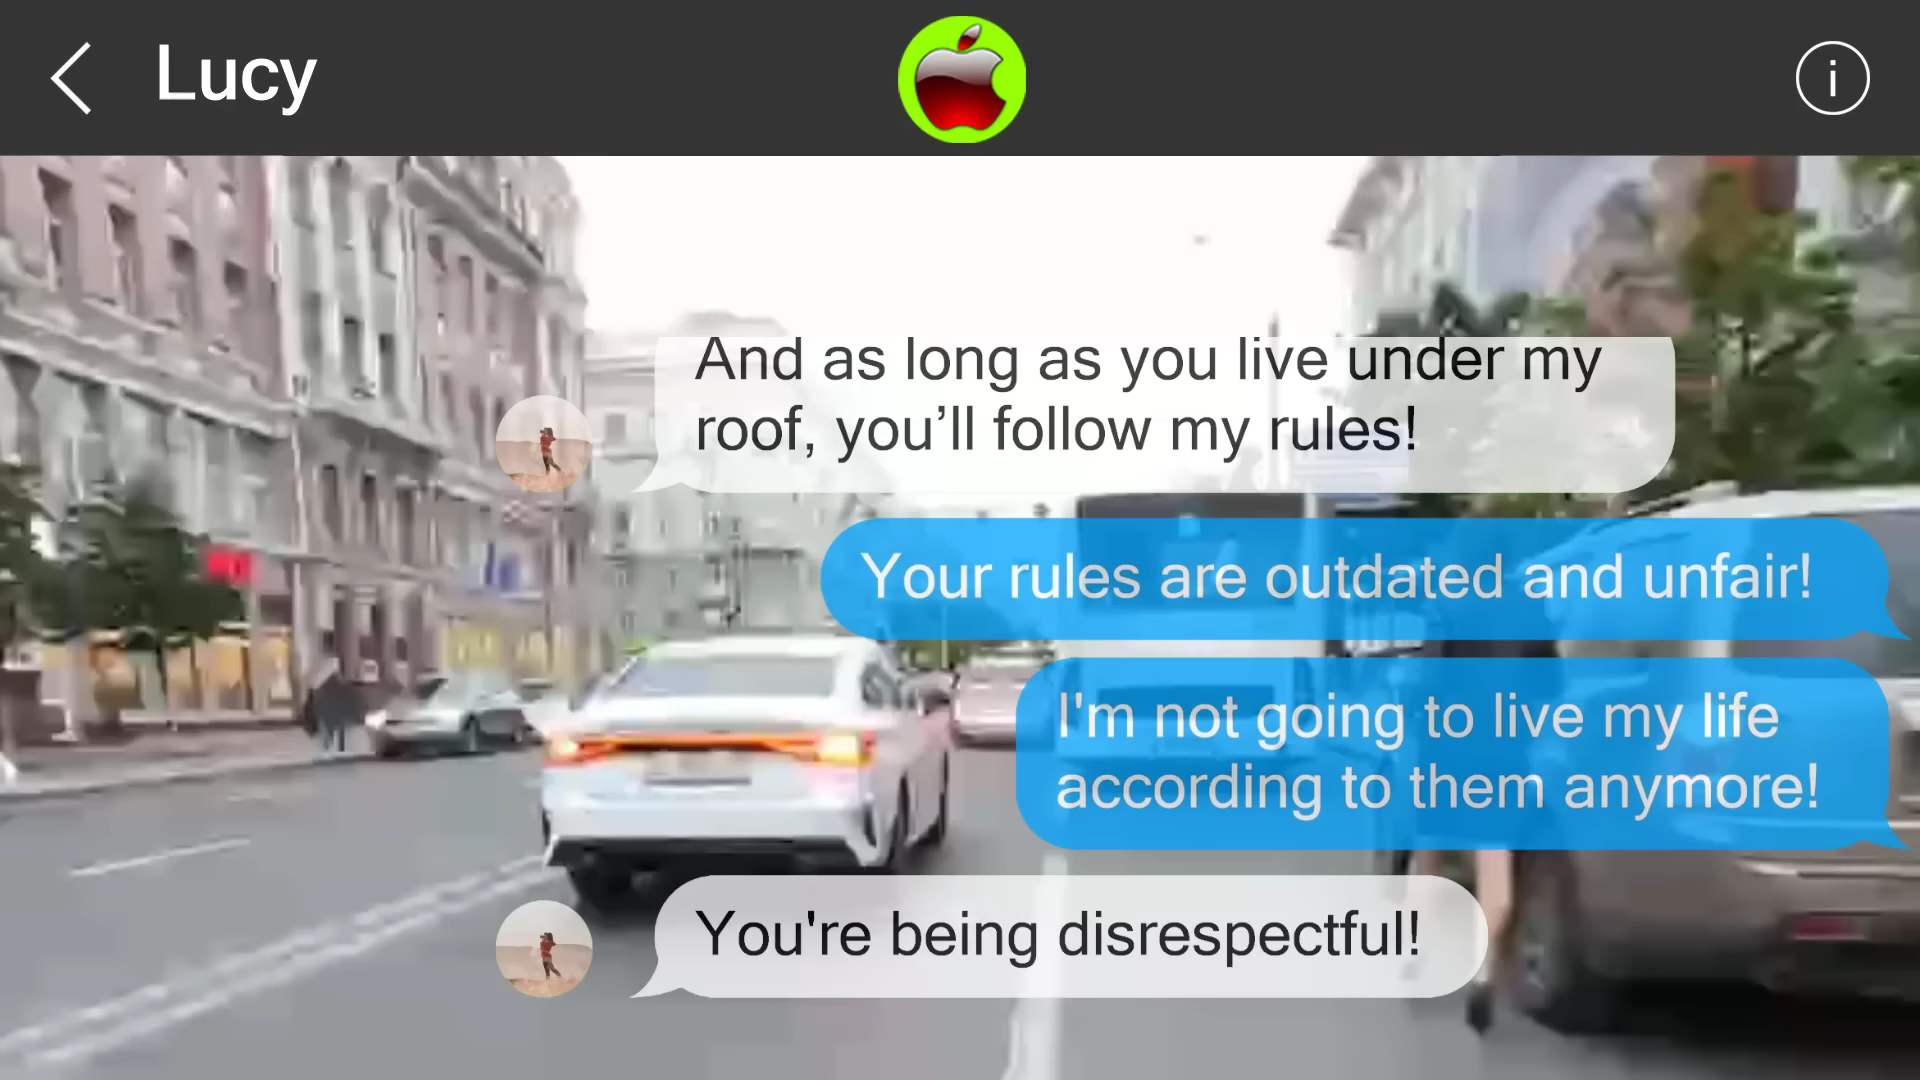 Lucy
And as long as you live under my
roof, you’ll follow my rules!
Your rules are outdated and unfair!
I'm not going to live my life
according to them anymore!
You're being disrespectful!